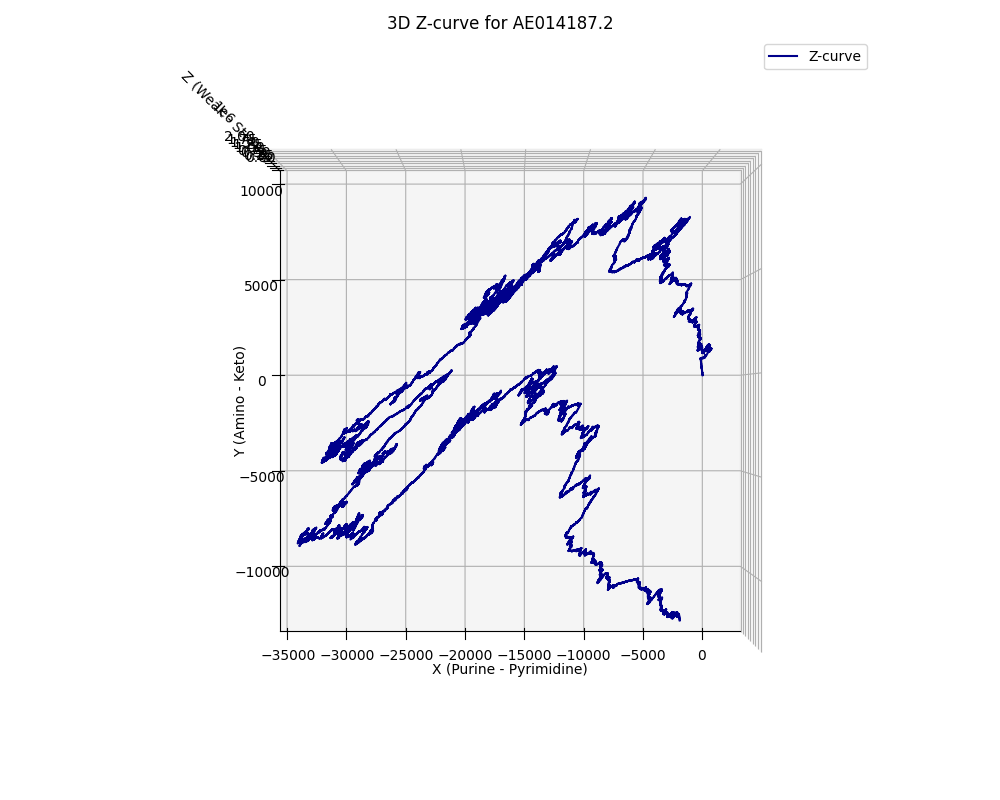 3D Z-curve for AE014187.2
Z-curve
10000
5000
0
−5000
−10000
Y (Amino - Keto)
−35000 −30000 −25000 −20000 −15000 −10000 −5000 0
X (Purine - Pyrimidine)